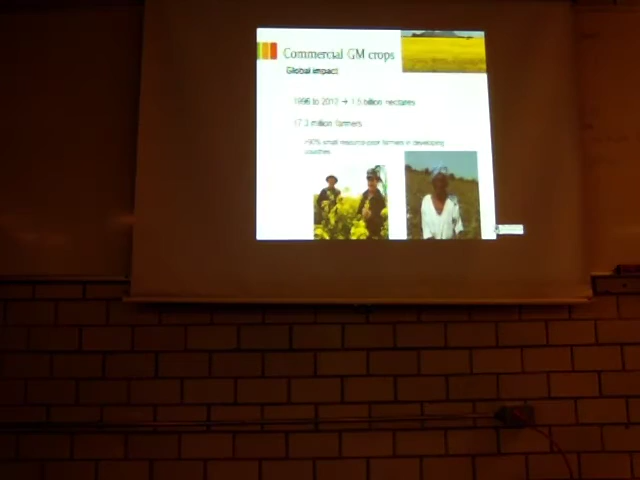 Commercial GM crops
Global impact
1996 to 2012 → 1.5 billion hectares
17.3 million farmers
>90% small resource-poor farmers in developing
countries